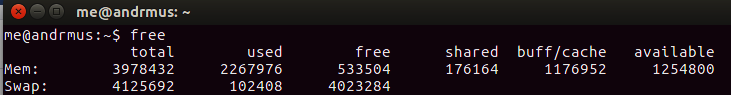 me@andrmus: ~
me@andrmus:~$ free
total used free shared buff/cache available
Mem: 3978432 2267976 533504 176164 1176952 1254800
Swap: 4125692 102408 4023284